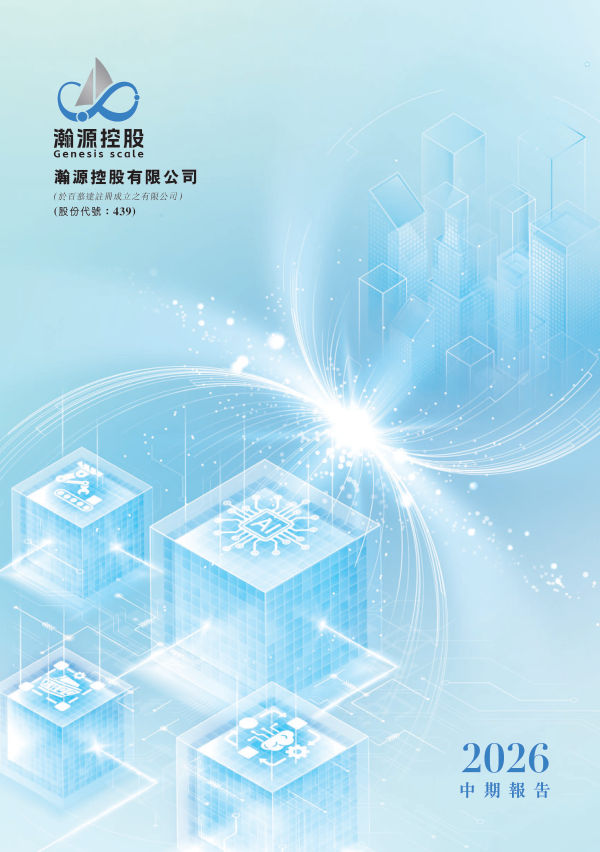 瀚源控股
Genesis scale
瀚源控股有限公司
(於百慕達註冊成立之有限公司)
(股份代號：439)
AI
2026
中期報告